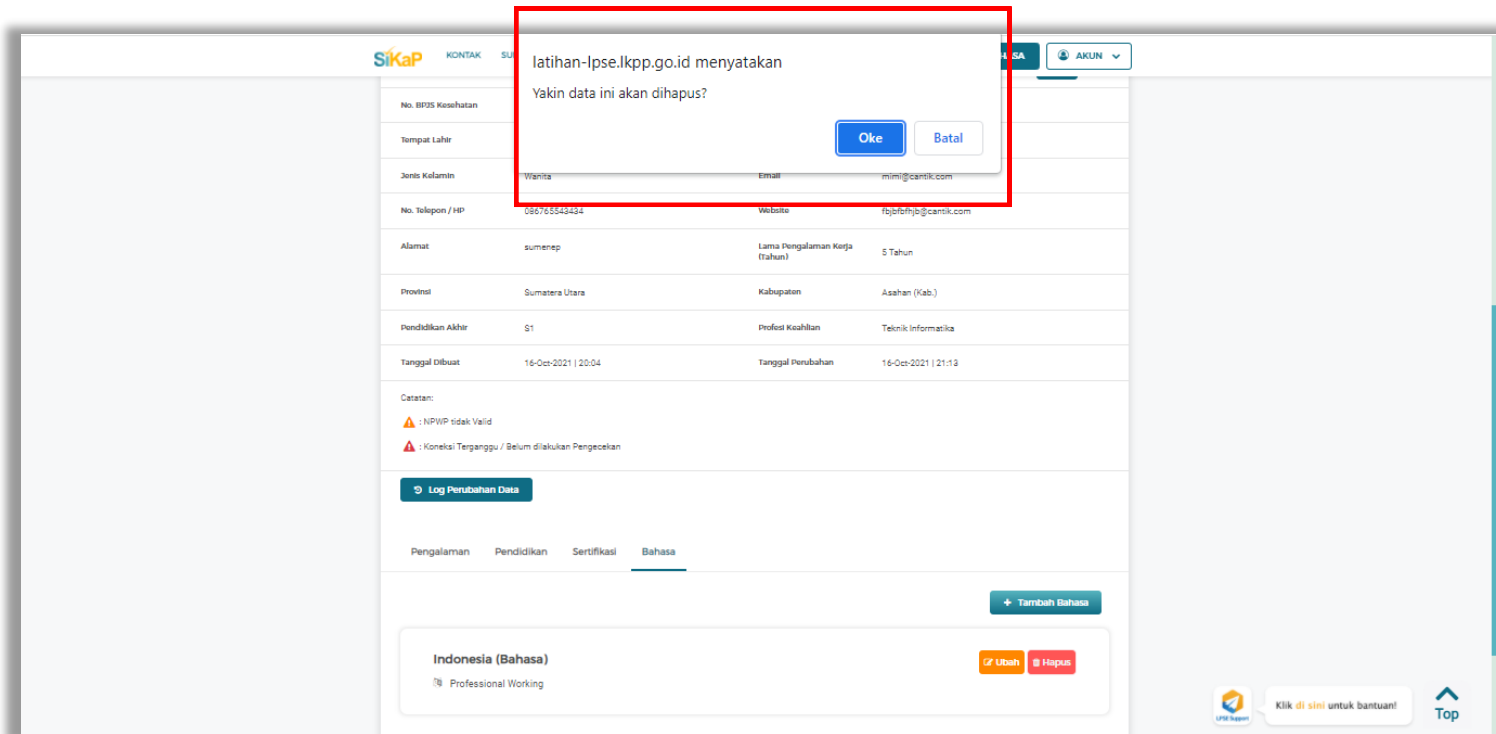 SiKaP KONTAK AKUN
latihan-lpse.lkpp.go.id menyatakan
Yakin data ini akan dihapus?
Oke Batal
No. BPJS Kesehatan
Tempat Lahir
Jenis Kelamin Wanita Email mimi@cantik.com
No. Telepon / HP 086765543434 Website fbjbfbfhjb@cantik.com
Alamat sumenep Lama Pengalaman Kerja
(Tahun) 5 Tahun
Provinsi Sumatera Utara Kabupaten Asahan (Kab.)
Pendidikan Akhir S1 Profesi Keahlian Teknik Informatika
Tanggal Dibuat 16-Oct-2021 | 20:04 Tanggal Perubahan 16-Oct-2021 | 21:13
Catatan:
: NPWP tidak Valid
: Koneksi Terganggu / Belum dilakukan Pengecekan
Log Perubahan Data
Pengalaman Pendidikan Sertifikasi Bahasa
+ Tambah Bahasa
Indonesia (Bahasa)
Ubah Hapus
Professional Working
LPSE Support
Klik di sini untuk bantuan!
Top